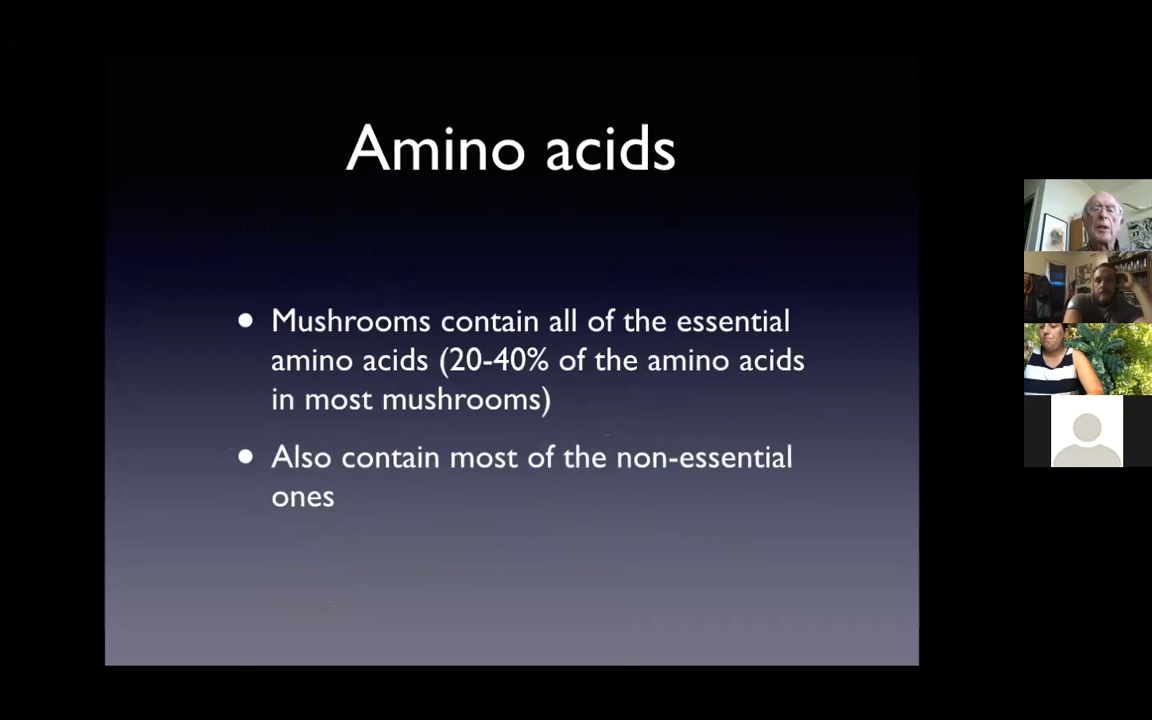 Amino acids
• Mushrooms contain all of the essential
amino acids (20-40% of the amino acids
in most mushrooms)
• Also contain most of the non-essential
ones